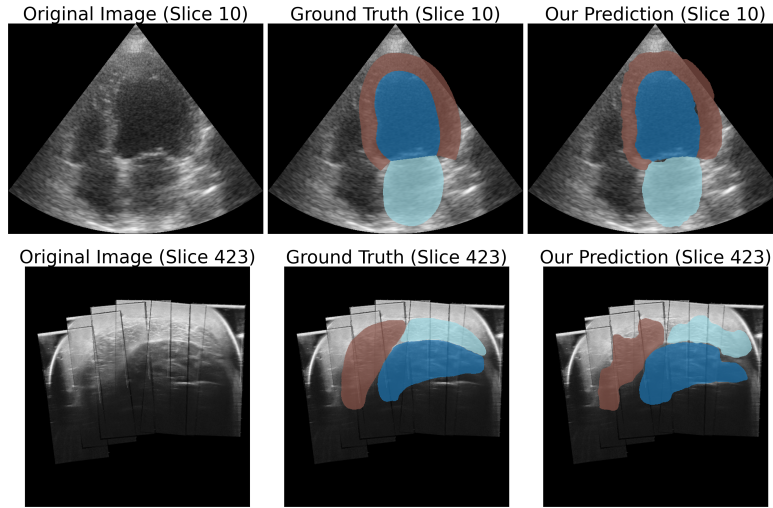 Original Image (Slice 10)
Ground Truth (Slice 10)
Our Prediction (Slice 10)
Original Image (Slice 423)
Ground Truth (Slice 423)
Our Prediction (Slice 423)